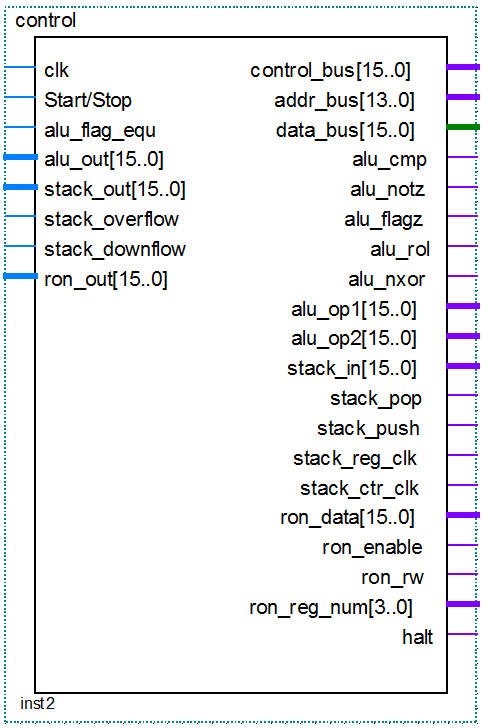 control
clk
Start/Stop
alu_flag_equ
alu_out[15..0]
stack_out[15..0]
stack_overflow
stack_downflow
ron_out[15..0]
control_bus[15..0]
addr_bus[13..0]
data_bus[15..0]
alu_cmp
alu_notz
alu_flagz
alu_rol
alu_nxor
alu_op1[15..0]
alu_op2[15..0]
stack_in[15..0]
stack_pop
stack_push
stack_reg_clk
stack_ctr_clk
ron_data[15..0]
ron_enable
ron_rw
ron_reg_num[3..0]
halt
inst2